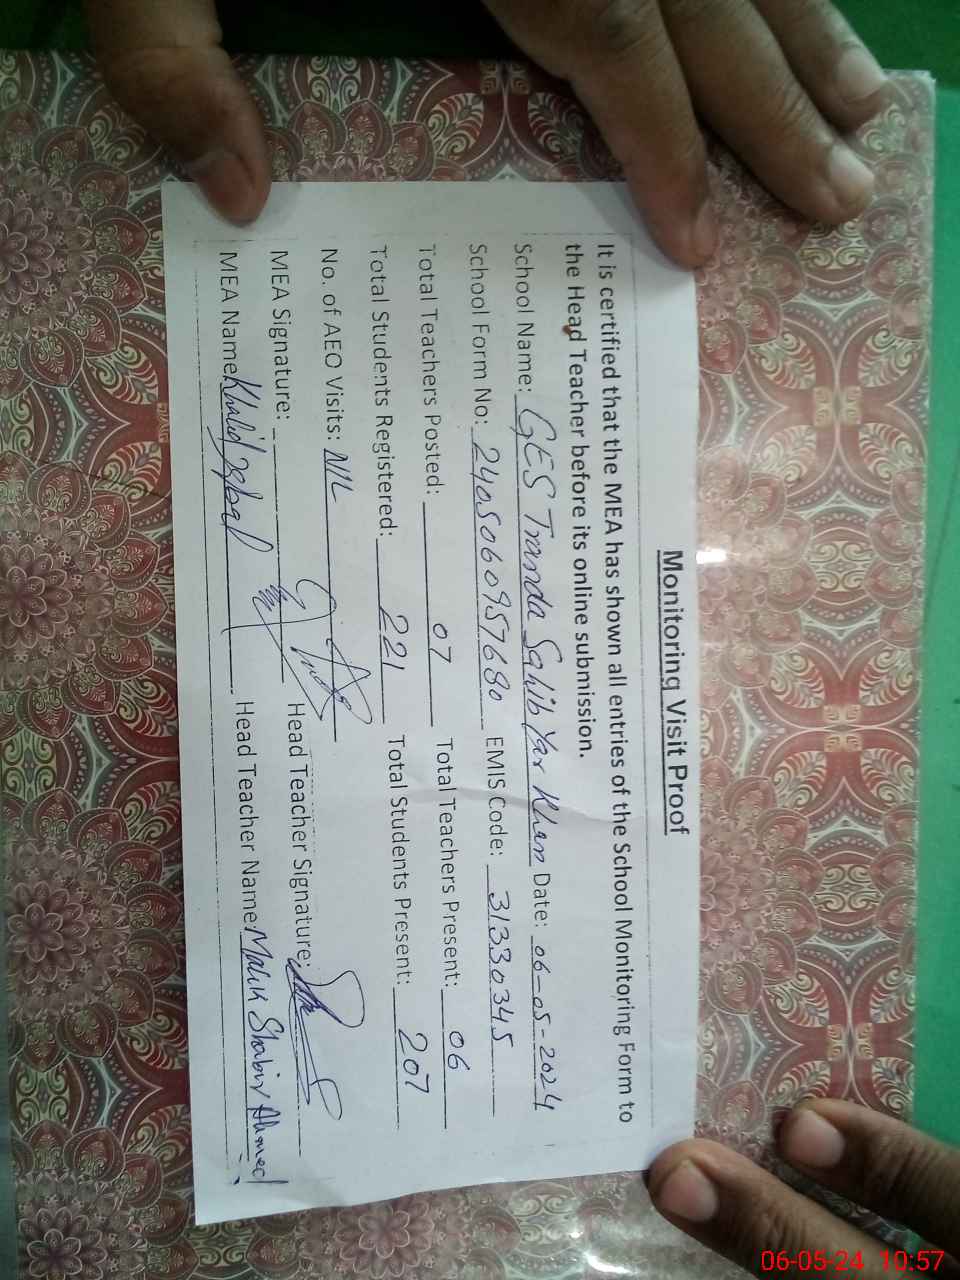 Monitoring Visit Proof
It is certified that the MEA has shown all entries of the School Monitoring Form to
the Head Teacher before its online submission.
School Name: GES Tranda Sahib Yar Khan Date: 06-05-2024
School Form No: 2405060957680 EMIS Code: 31330345
Total Teachers Posted: 07 Total Teachers Present: 06
Total Students Registered: 221 Total Students Present: 207
No. of AEO Visits: NIL
MEA Signature: Head Teacher Signature:
MEA Name Khalid Iqbal Head Teacher Name: Malik Shabir Ahmed
06-05-24 10:57